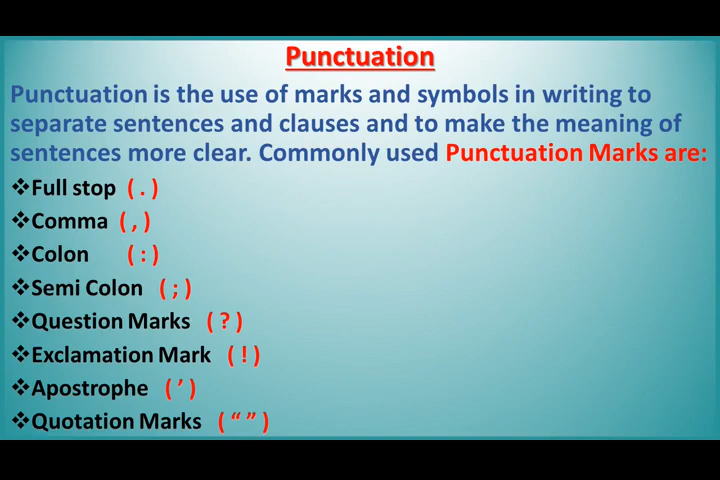 Punctuation
Punctuation is the use of marks and symbols in writing to
separate sentences and clauses and to make the meaning of
sentences more clear. Commonly used Punctuation Marks are:
❖Full stop ( . )
❖Comma ( , )
❖Colon ( : )
❖Semi Colon ( ; )
❖Question Marks ( ? )
❖Exclamation Mark ( ! )
❖Apostrophe ( ’ )
❖Quotation Marks ( “ ” )